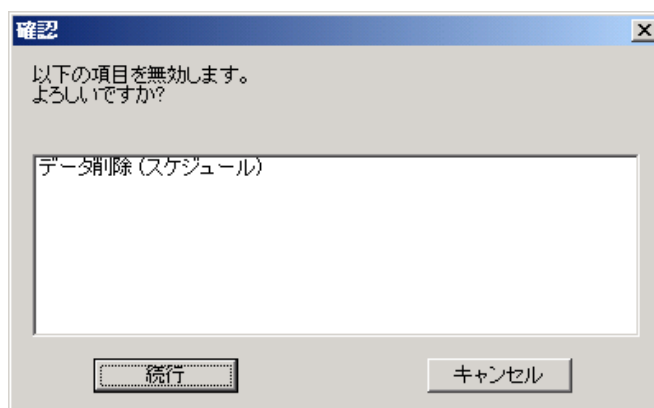 確認
以下の項目を無効します。
よろしいですか?
データ削除 (スケジュール)
続行
キャンセル